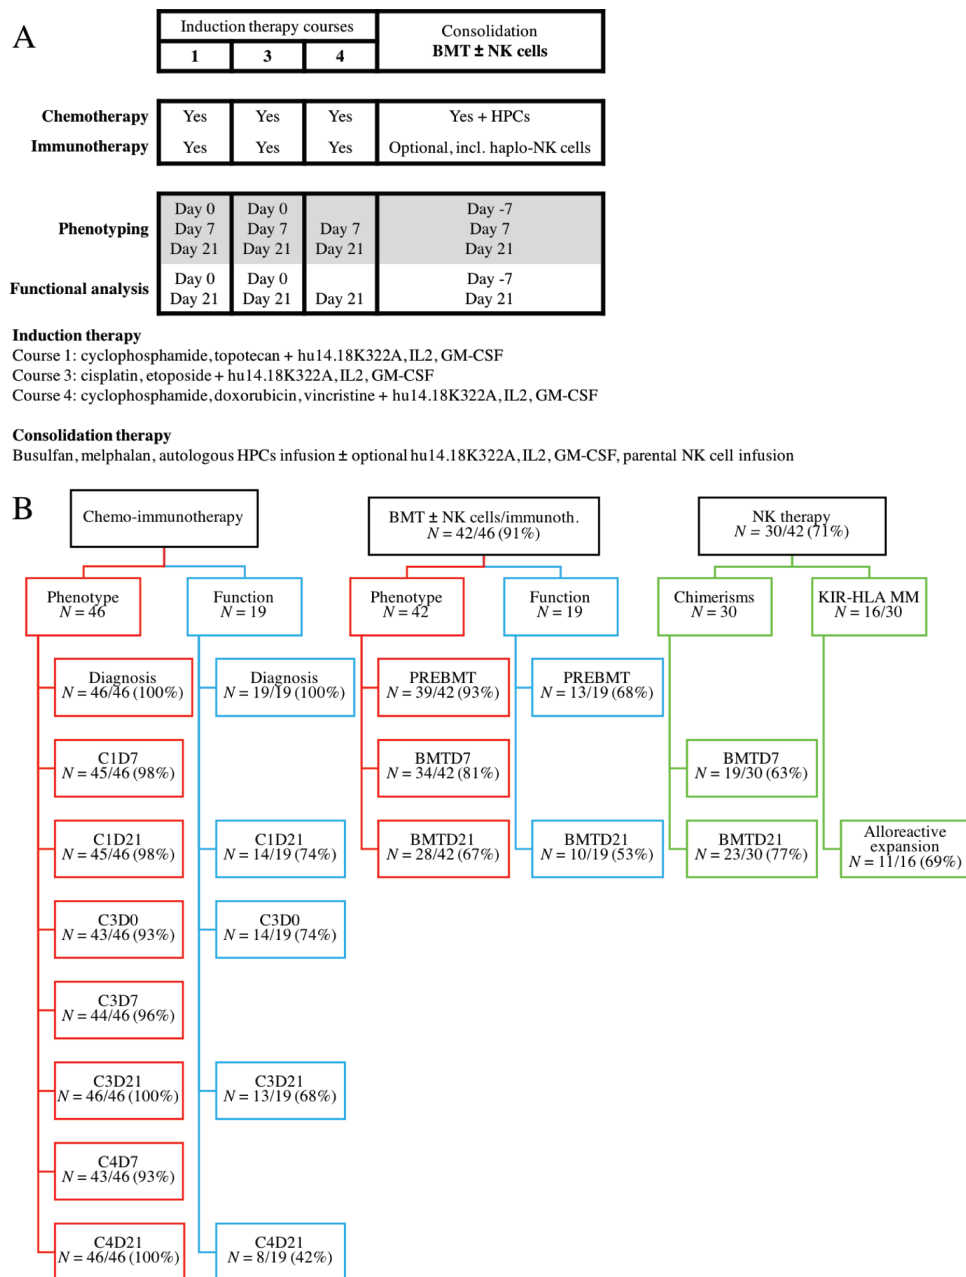 A
Induction therapy courses
Consolidation
BMT ± NK cells
1 3 4
Chemotherapy Yes Yes Yes Yes + HPCs
Immunotherapy Yes Yes Yes Optional, incl. haplo-NK cells
Phenotyping
Day 0 Day 0 Day -7
Day 7 Day 7 Day 7 Day 7
Day 21 Day 21 Day 21 Day 21
Functional analysis
Day 0 Day 0 Day -7
Day 21 Day 21 Day 21 Day 21
Induction therapy
Course 1: cyclophosphamide, topotecan + hu14.18K322A, IL2, GM-CSF
Course 3: cisplatin, etoposide + hu14.18K322A, IL2, GM-CSF
Course 4: cyclophosphamide, doxorubicin, vincristine + hu14.18K322A, IL2, GM-CSF
Consolidation therapy
Busulfan, melphalan, autologous HPCs infusion ± optional hu14.18K322A, IL2, GM-CSF, parental NK cell infusion
B
Chemo-immunotherapy
Phenotype
N = 46
Function
N = 19
Diagnosis
N = 46/46 (100%)
C1D7
N = 45/46 (98%)
C1D21
N = 45/46 (98%)
C3D0
N = 43/46 (93%)
C3D7
N = 44/46 (96%)
C3D21
N = 46/46 (100%)
C4D7
N = 43/46 (93%)
C4D21
N = 46/46 (100%)
Diagnosis
N = 19/19 (100%)
C1D21
N = 14/19 (74%)
C3D0
N = 14/19 (74%)
C3D21
N = 13/19 (68%)
C4D21
N = 8/19 (42%)
BMT ± NK cells/immunoth.
N = 42/46 (91%)
Phenotype
N = 42
Function
N = 19
PREBMT
N = 39/42 (93%)
BMTD7
N = 34/42 (81%)
BMTD21
N = 28/42 (67%)
PREBMT
N = 13/19 (68%)
BMTD21
N = 10/19 (53%)
NK therapy
N = 30/42 (71%)
Chimerisms
N = 30
KIR-HLA MM
N = 16/30
BMTD7
N = 19/30 (63%)
BMTD21
N = 23/30 (77%)
Alloreactive
expansion
N = 11/16 (69%)